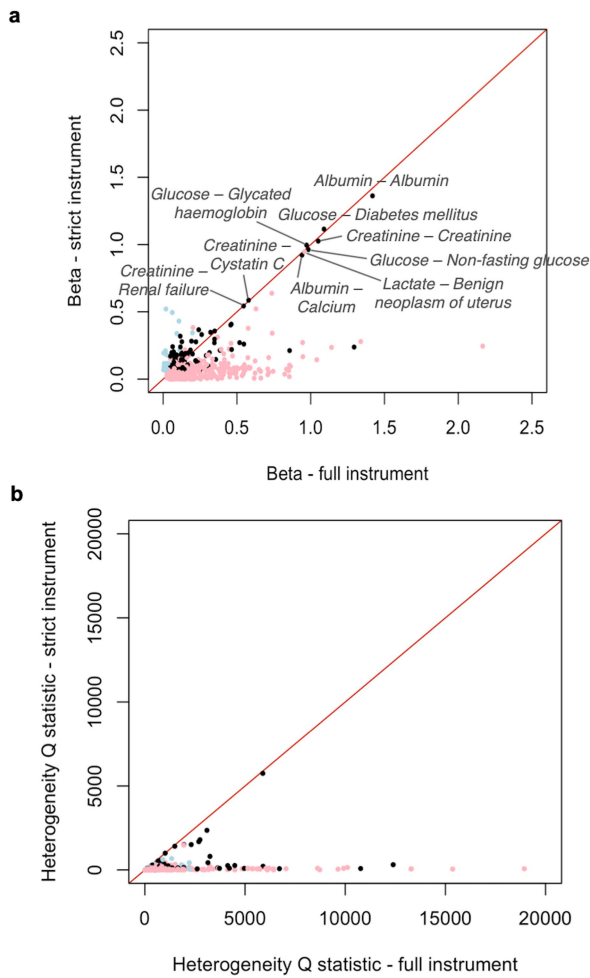 a
2.5
2.0
1.5
1.0
0.5
0.0
Beta - strict instrument
Albumin – Albumin
Glucose – Glycated
haemoglobin
Glucose – Diabetes mellitus
Creatinine – Creatinine
Creatinine –
Cystatin C
Glucose – Non-fasting glucose
Creatinine –
Renal failure
Albumin –
Calcium
Lactate – Benign
neoplasm of uterus
0.0 0.5 1.0 1.5 2.0 2.5
Beta - full instrument
b
20000
15000
10000
5000
0
Heterogeneity Q statistic - strict instrument
0 5000 10000 15000 20000
Heterogeneity Q statistic - full instrument